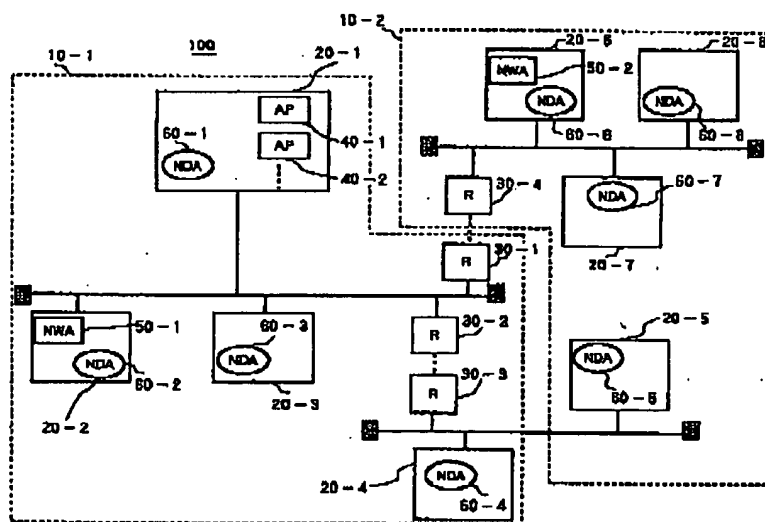 10-1
100
20-1
10-2
20-6
20-8
NWA
50-2
NDA
NDA
60-6
60-8
AP
40-1
AP
40-2
60-1
NDA
R
30-4
NDA
60-7
20-7
R
30-1
NWA
50-1
NDA
60-2
20-2
60-3
NDA
20-3
R
30-2
R
30-3
20-5
NDA
60-5
NDA
20-4
60-4